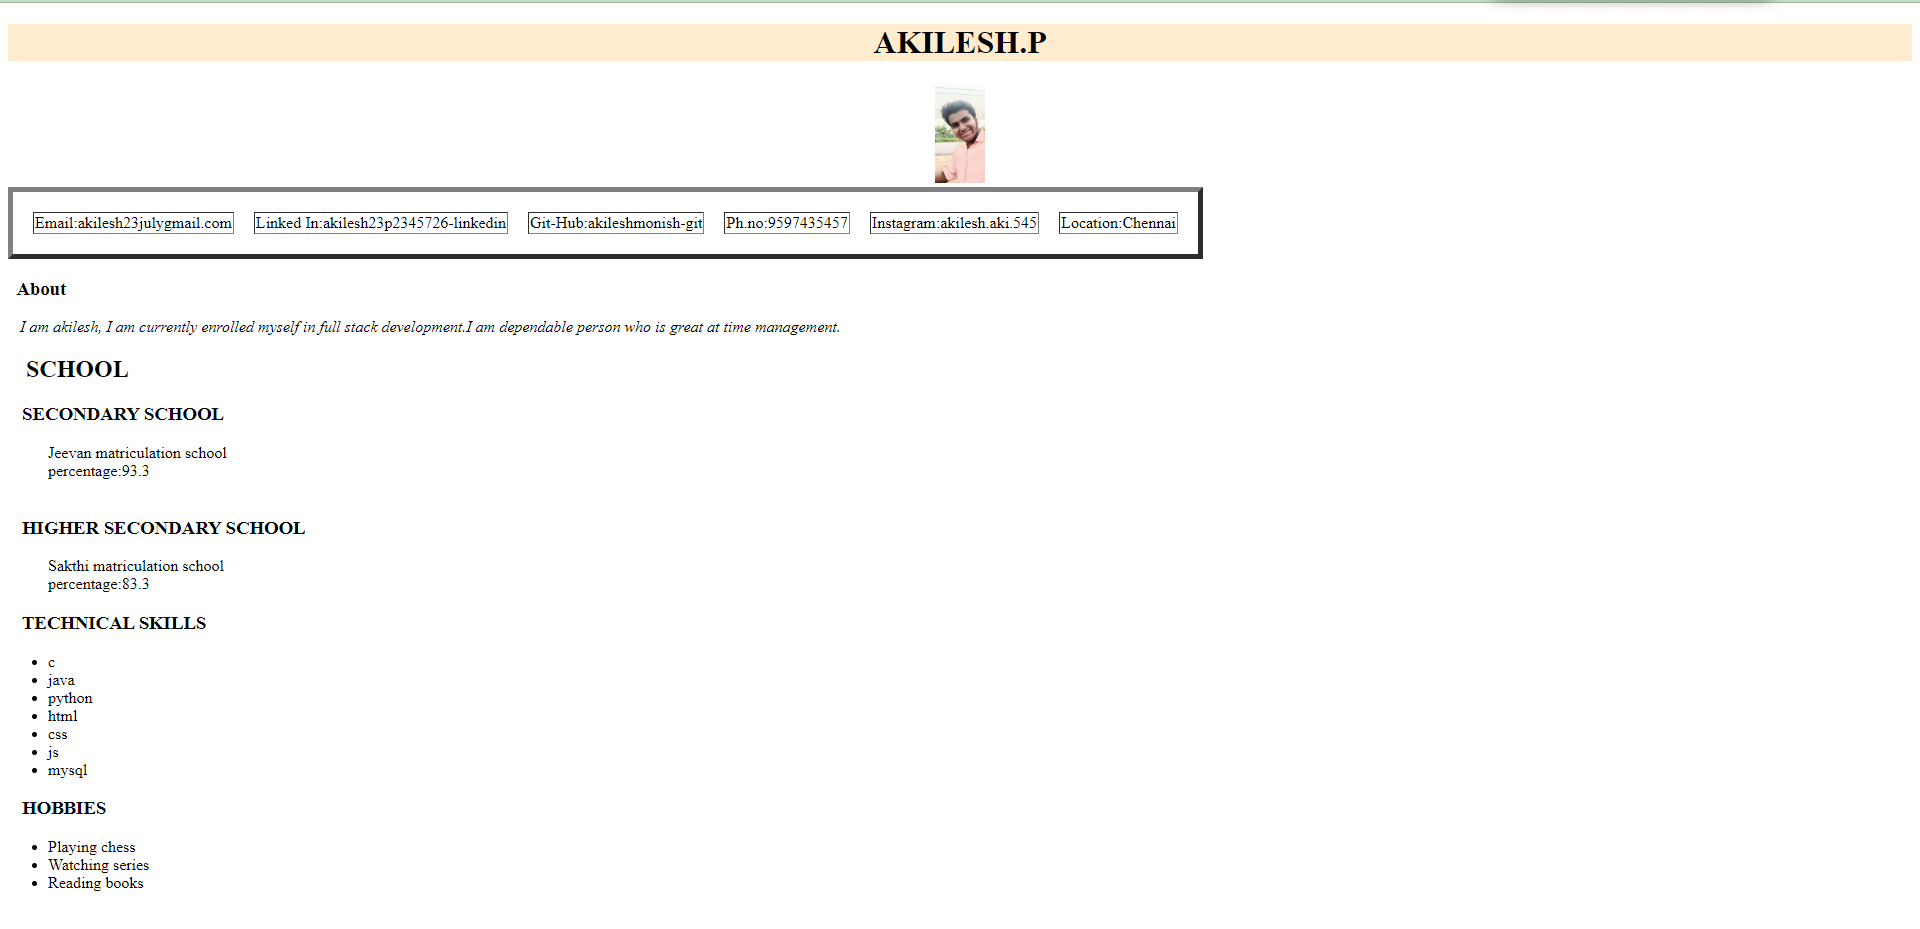 AKILESH.P
Email:akilesh23julygmail.com Linked In:akilesh23p2345726-linkedin Git-Hub:akileshmonish-git Ph.no:9597435457 Instagram:akilesh.aki.545 Location:Chennai
About
I am akilesh, I am currently enrolled myself in full stack development.I am dependable person who is great at time management.
SCHOOL
SECONDARY SCHOOL
Jeevan matriculation school
percentage:93.3
HIGHER SECONDARY SCHOOL
Sakthi matriculation school
percentage:83.3
TECHNICAL SKILLS
c
java
python
html
css
js
mysql
HOBBIES
Playing chess
Watching series
Reading books